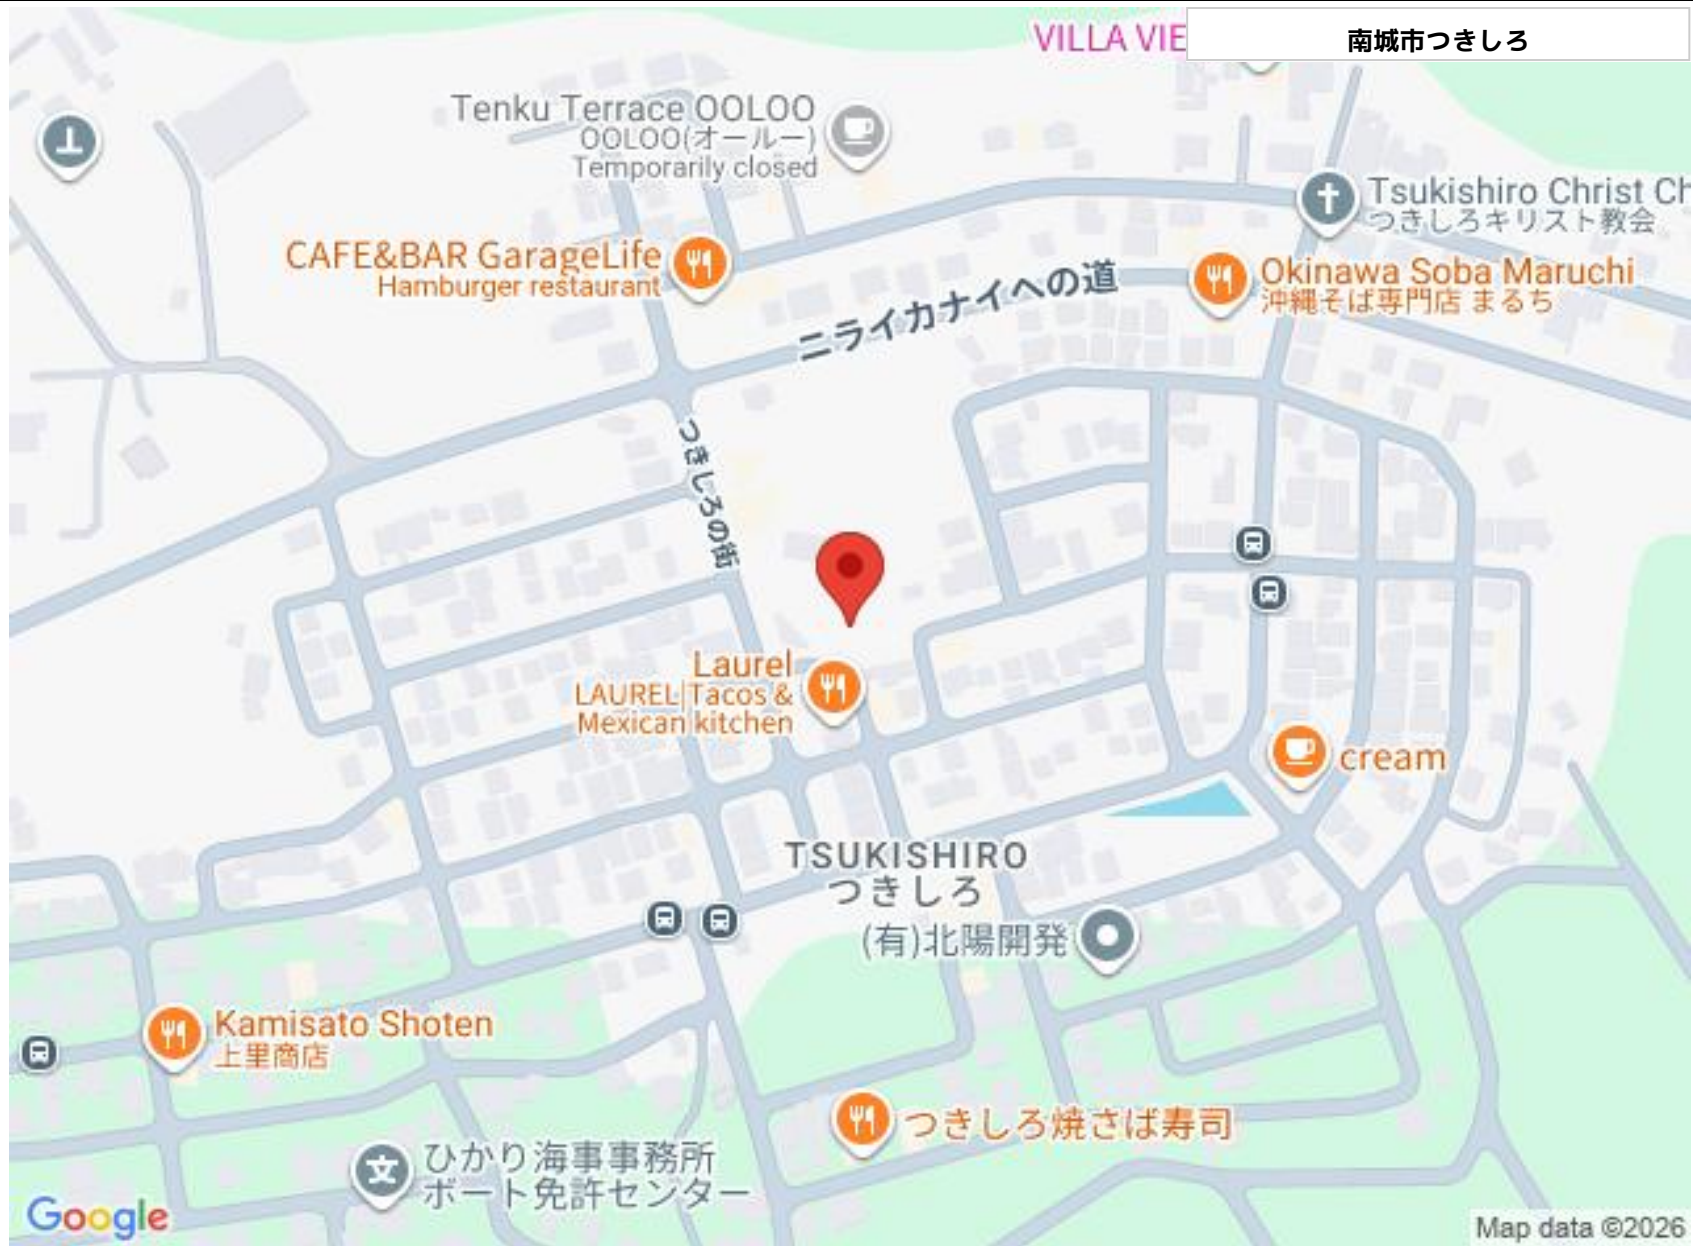 VILLA VIE
南城市つきしろ
Tenku Terrace OOLOO
OOLOO(オールー)
Temporarily closed
Tsukishiro Christ Ch
つきしろキリスト教会
CAFE&BAR GarageLife
Hamburger restaurant
ニライカナイへの道
Okinawa Soba Maruchi
沖縄そば専門店 まるち
つきしろの街
Laurel
LAUREL|Tacos &
Mexican kitchen
cream
TSUKISHIRO
つきしろ
(有)北陽開発
Kamisato Shoten
上里商店
つきしろ焼さば寿司
ひかり海事事務所
ボート免許センター
Google
Map data ©2026